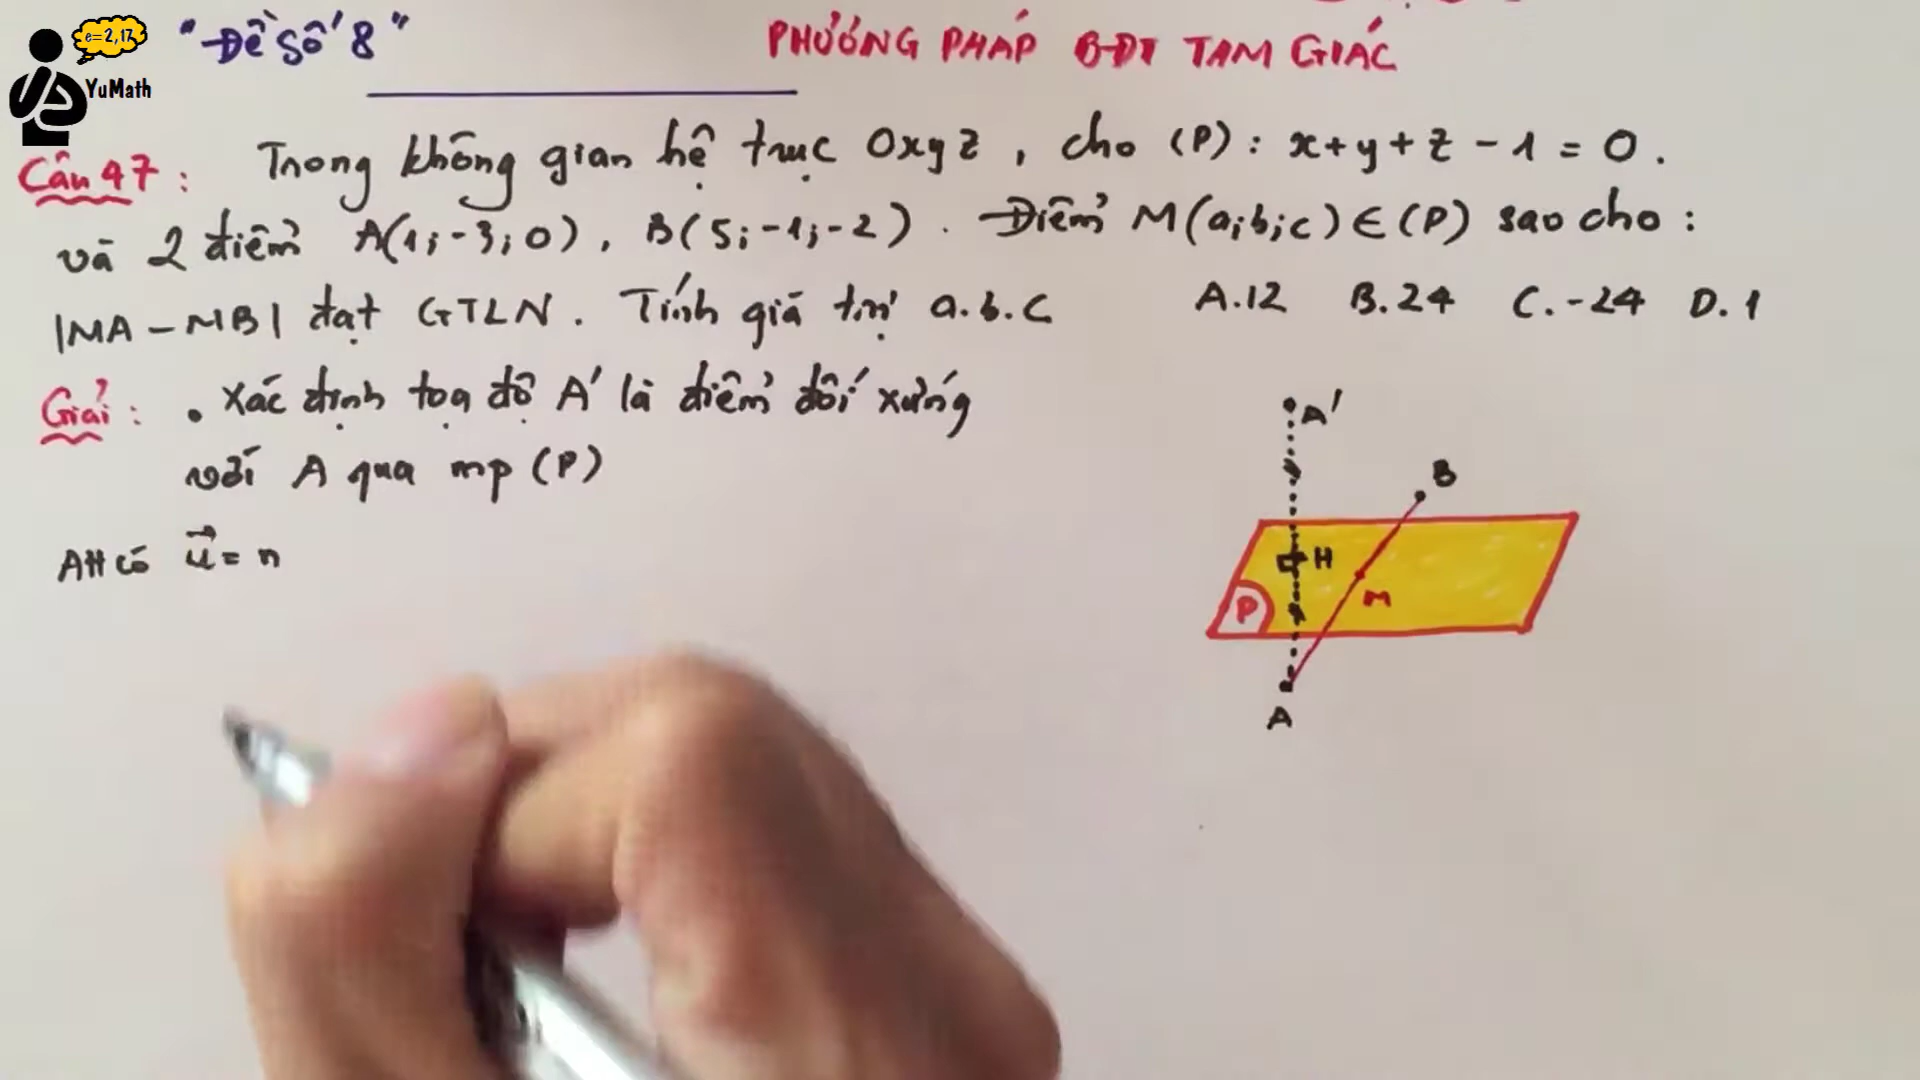 e=2,17
YuMath
"Đề Số 8"
PHƯƠNG PHÁP BĐT TAM GIÁC
Câu 47: Trong không gian hệ trục Oxyz, cho (P): x+y+z-1=0.
và 2 điểm A(1;-3;0), B(5;-1;-2). Điểm M(a;b;c)∈(P) sao cho:
|MA-MB| đạt GTLN. Tính giá trị a.b.c A.12 B.24 C.-24 D.1
Giải: • Xác định toạ độ A' là điểm đối xứng
với A qua mp (P)
AH có u⃗ = n
A'
B
H
P
M
A